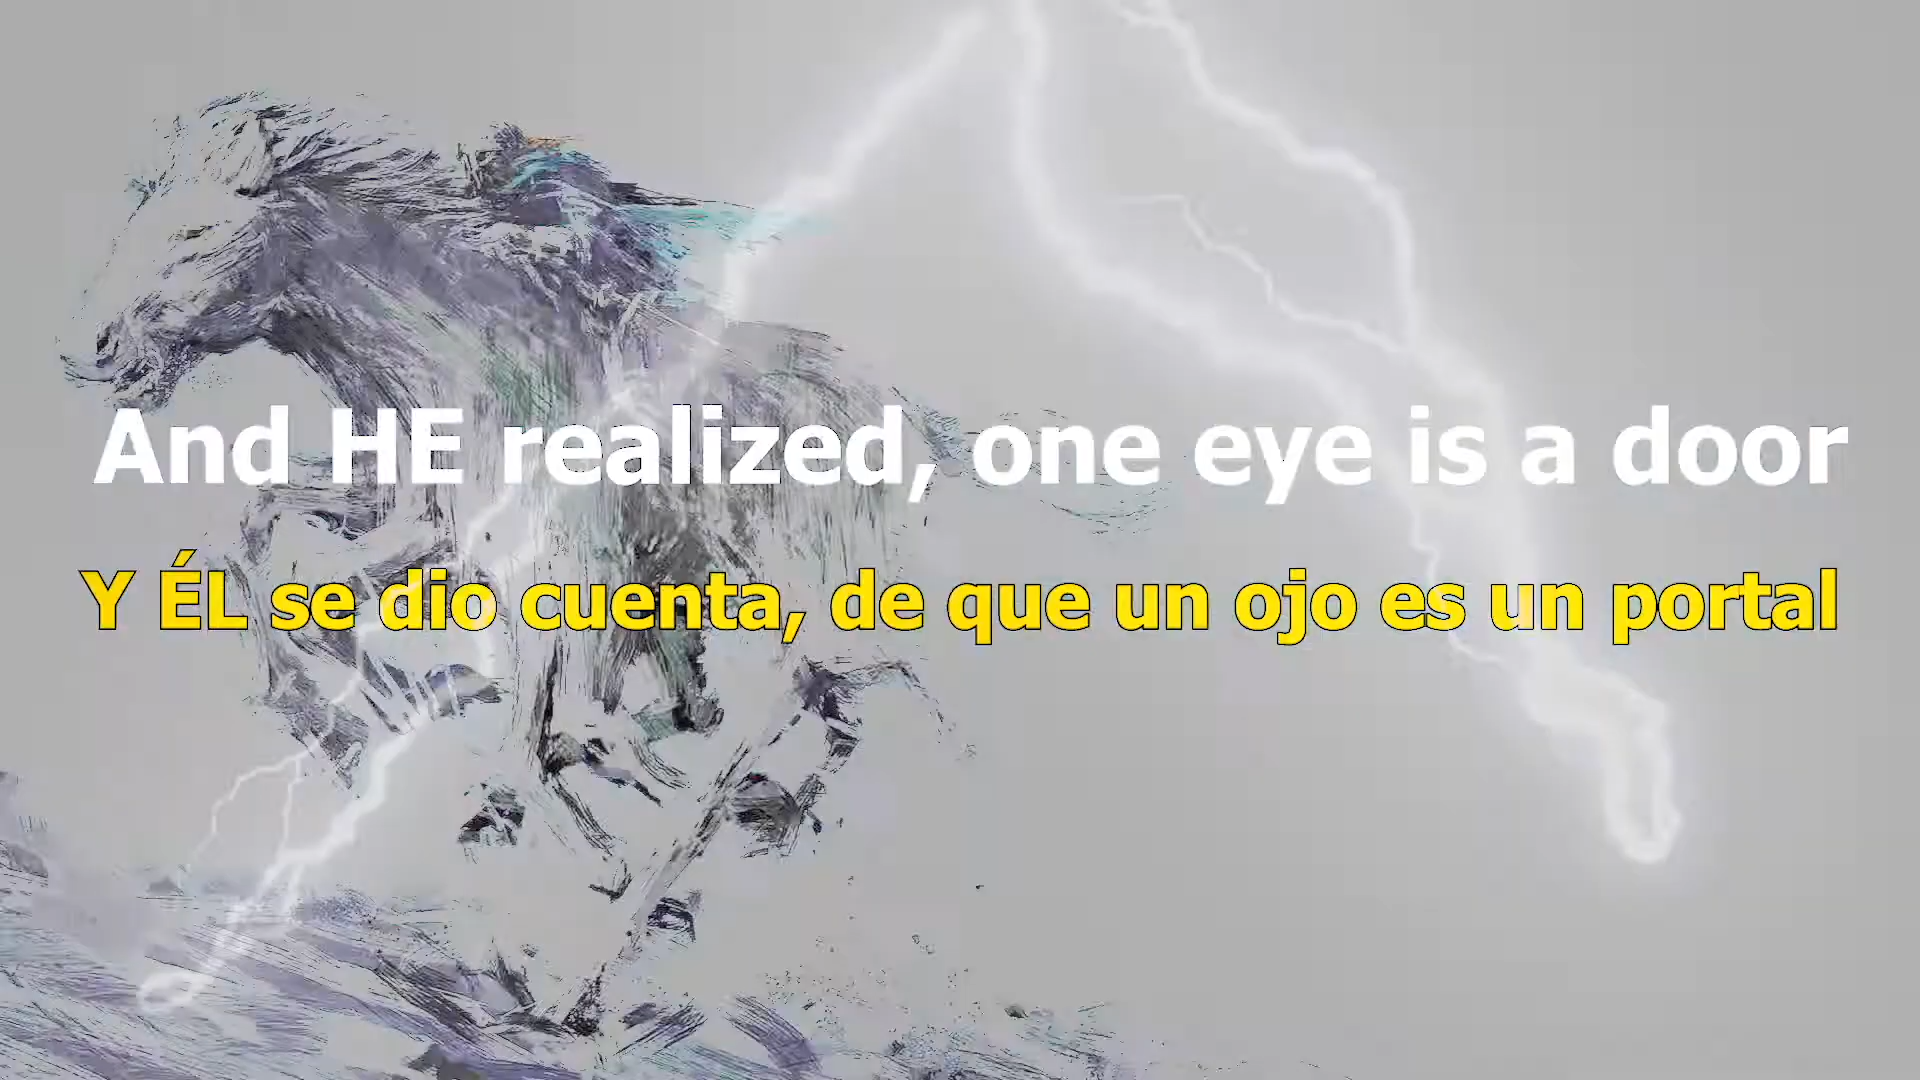 And HE realized, one eye is a door
Y ÉL se dio cuenta, de que un ojo es un portal